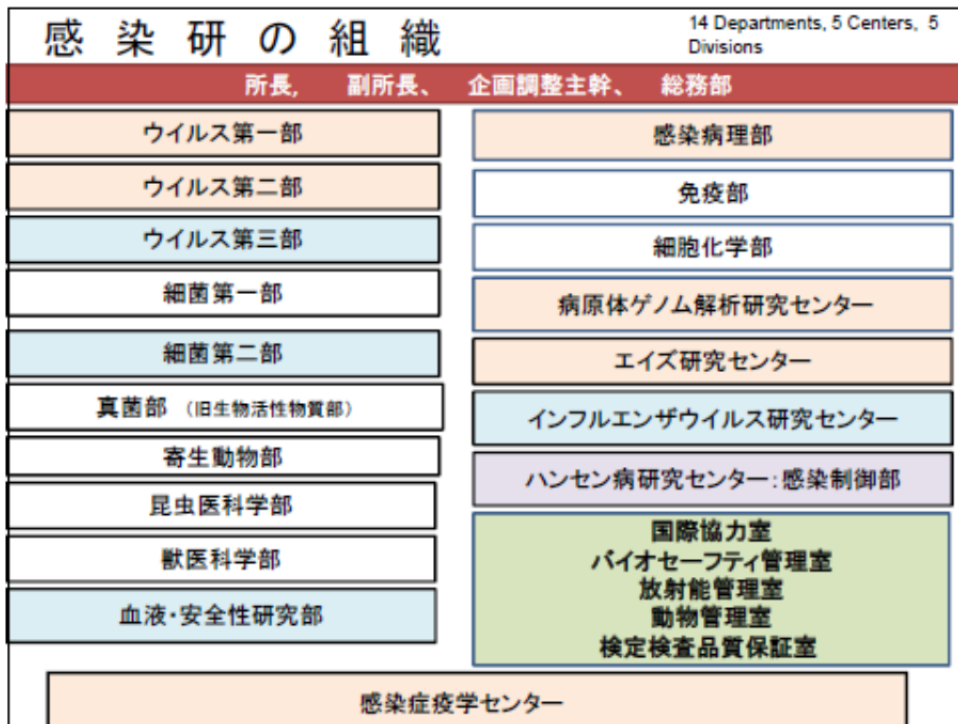 感染研の組織
14 Departments, 5 Centers, 5
Divisions
所長, 副所長、 企画調整主幹、 総務部
ウイルス第一部
ウイルス第二部
ウイルス第三部
細菌第一部
細菌第二部
真菌部 （旧生物活性物質部）
寄生動物部
昆虫医科学部
獣医科学部
血液・安全性研究部
感染病理部
免疫部
細胞化学部
病原体ゲノム解析研究センター
エイズ研究センター
インフルエンザウイルス研究センター
ハンセン病研究センター：感染制御部
国際協力室
バイオセーフティ管理室
放射能管理室
動物管理室
検定検査品質保証室
感染症疫学センター